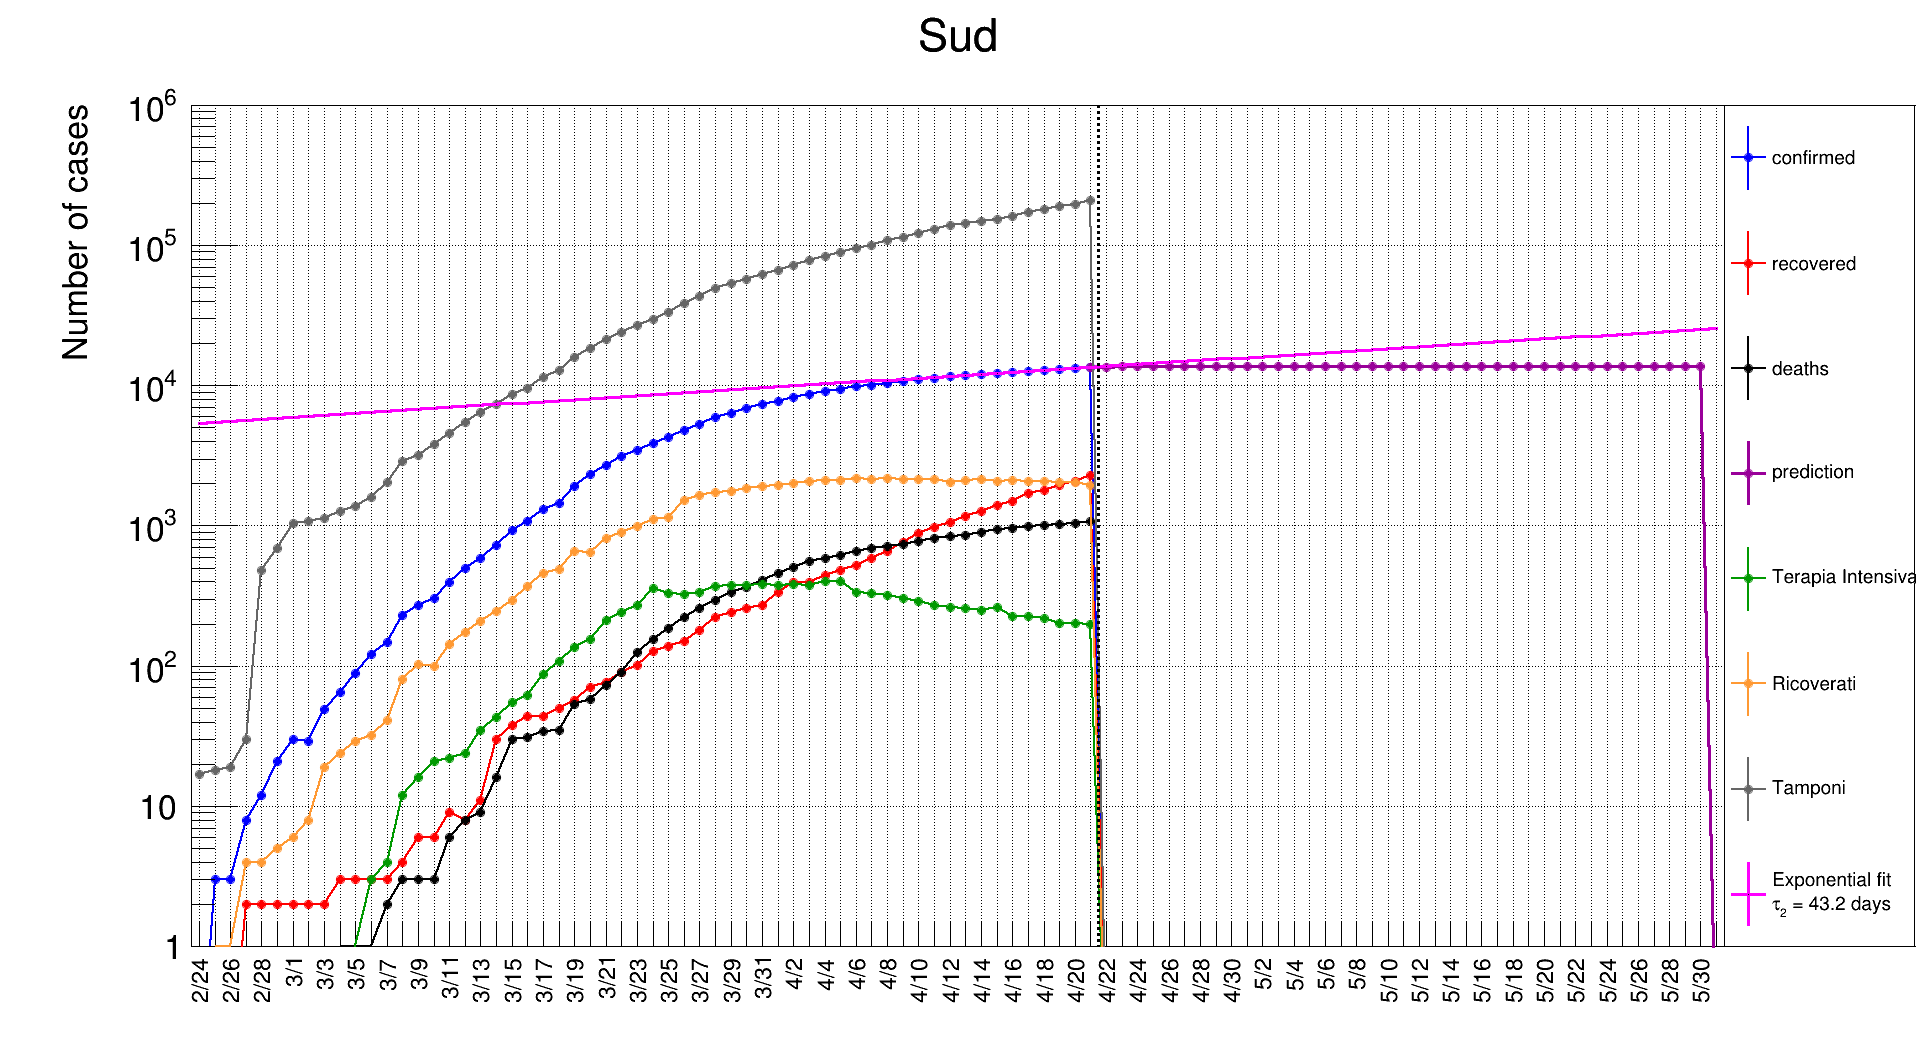 Sud
Number of cases
10^6
10^5
10^4
10^3
10^2
10
1
2/24 2/26 2/28 3/1 3/3 3/5 3/7 3/9 3/11 3/13 3/15 3/17 3/19 3/21 3/23 3/25 3/27 3/29 3/31 4/2 4/4 4/6 4/8 4/10 4/12 4/14 4/16 4/18 4/20 4/22 4/24 4/26 4/28 4/30 5/2 5/4 5/6 5/8 5/10 5/12 5/14 5/16 5/18 5/20 5/22 5/24 5/26 5/28 5/30
confirmed
recovered
deaths
prediction
Terapia Intensiva
Ricoverati
Tamponi
Exponential fit
τ_2 = 43.2 days